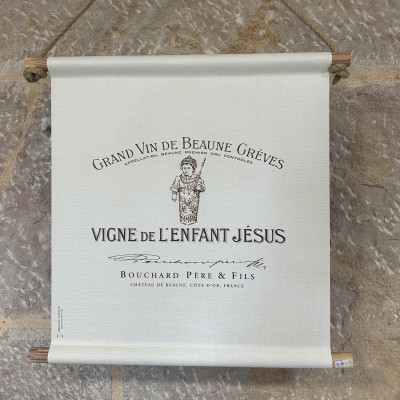 GRAND VIN DE BEAUNE GRÈVES
APPELLATION BEAUNE PREMIER CRU CONTRÔLÉE
VIGNE DE L'ENFANT JÉSUS
BOUCHARD PÈRE & FILS
CHÂTEAU DE BEAUNE, CÔTE-D'OR, FRANCE